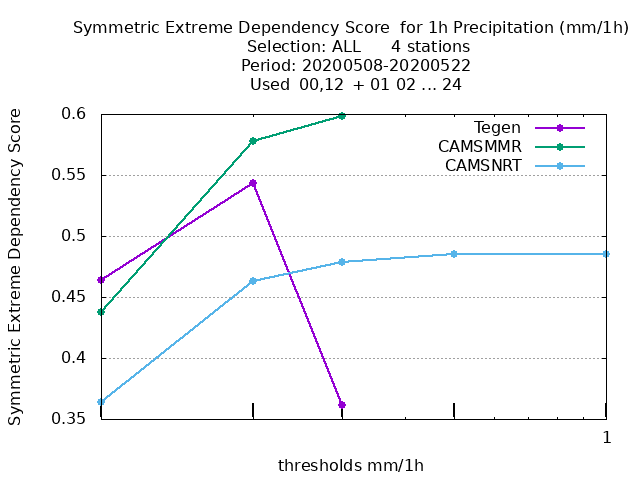 Symmetric Extreme Dependency Score  for 1h Precipitation (mm/1h)
Selection: ALL      4 stations
Period: 20200508-20200522
Used  00,12  + 01 02 ... 24
Symmetric Extreme Dependency Score
0.6
0.55
0.5
0.45
0.4
0.35
Tegen
CAMSMMR
CAMSNRT
1
thresholds mm/1h